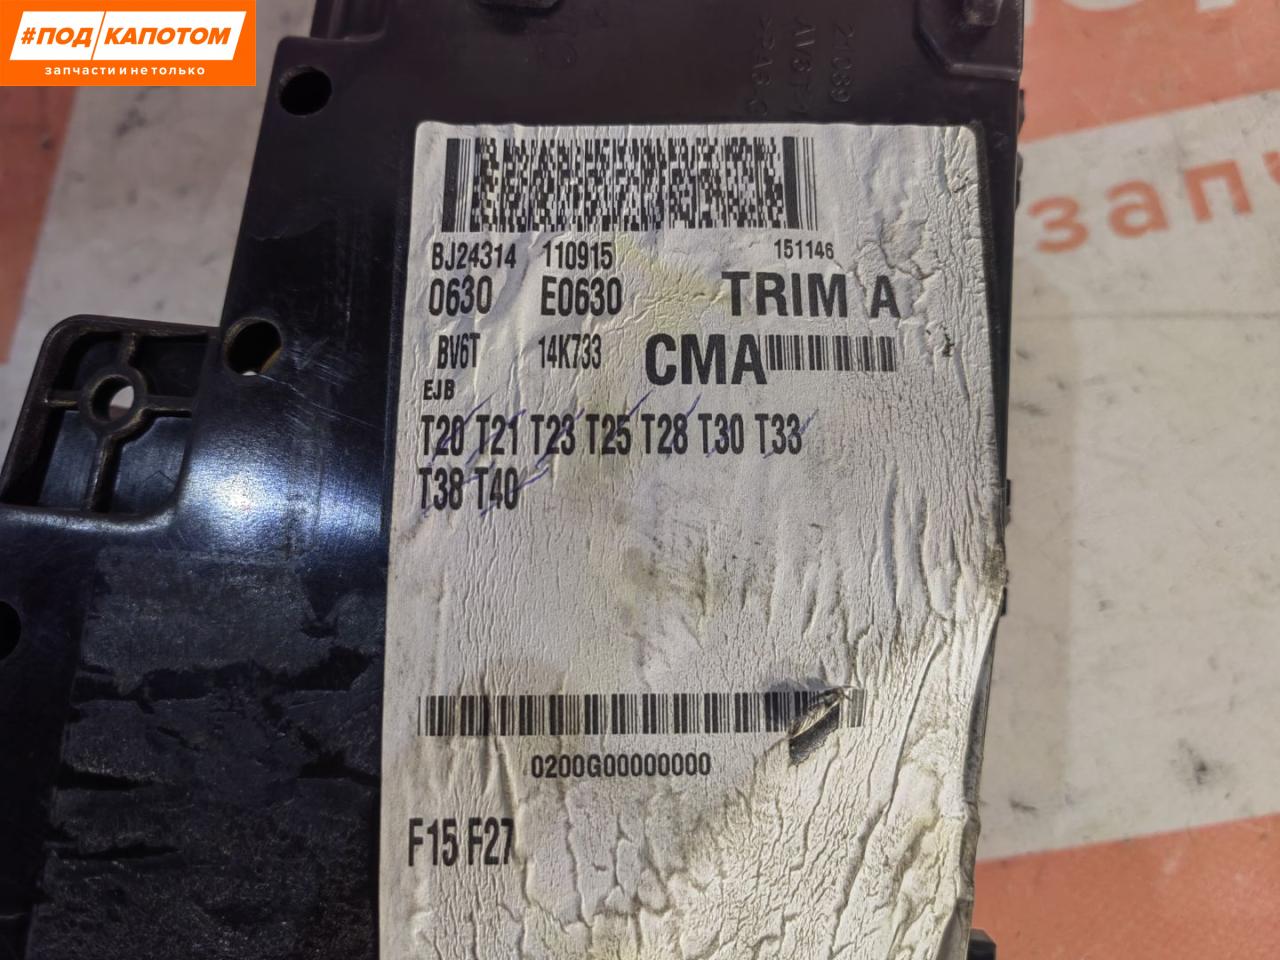 #ПОД/КАПОТОМ
запчасти и не только
запч
BJ24314 110915 151146
0630 E0630 TRIM A
BV6T 14K733 CMA
EJB
T20 T21 T23 T25 T28 T30 T33
T38 T40
0200G00000000
F15 F27